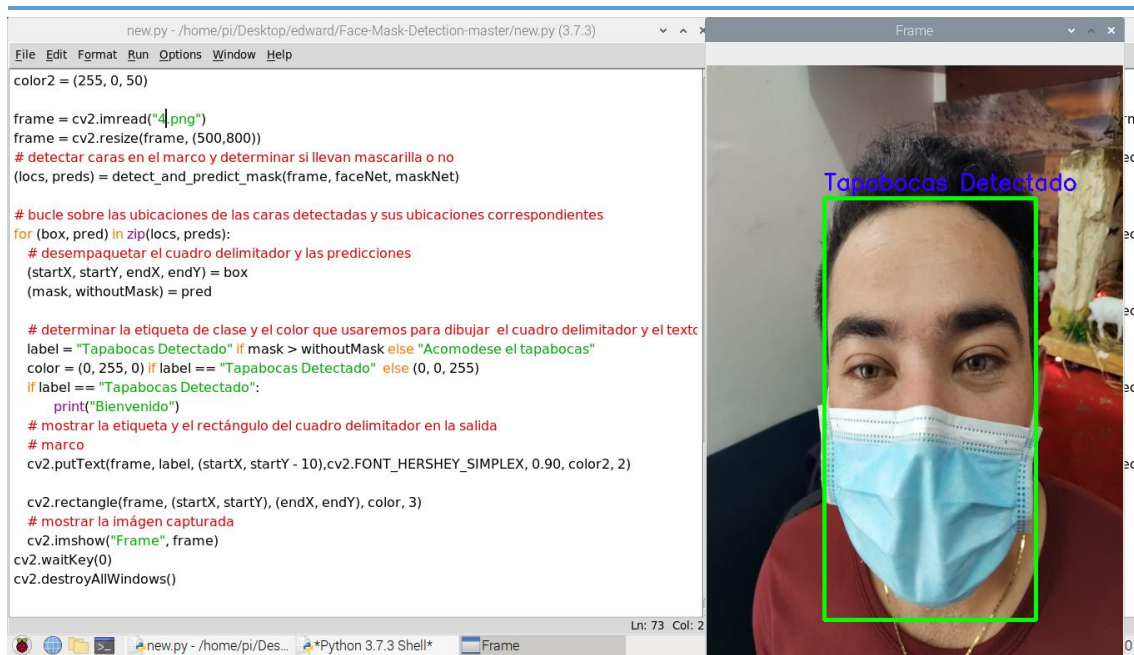 new.py - /home/pi/Desktop/edward/Face-Mask-Detection-master/new.py (3.7.3)
File Edit Format Run Options Window Help
color2 = (255, 0, 50)
frame = cv2.imread("4.png")
frame = cv2.resize(frame, (500,800))
# detectar caras en el marco y determinar si llevan mascarilla o no
(locs, preds) = detect_and_predict_mask(frame, faceNet, maskNet)
# bucle sobre las ubicaciones de las caras detectadas y sus ubicaciones correspondientes
for (box, pred) in zip(locs, preds):
# desempaquetar el cuadro delimitador y las predicciones
(startX, startY, endX, endY) = box
(mask, withoutMask) = pred
# determinar la etiqueta de clase y el color que usaremos para dibujar  el cuadro delimitador y el texto
label = "Tapabocas Detectado" if mask > withoutMask else "Acomodese el tapabocas"
color = (0, 255, 0) if label == "Tapabocas Detectado"  else (0, 0, 255)
if label == "Tapabocas Detectado":
print("Bienvenido")
# mostrar la etiqueta y el rectángulo del cuadro delimitador en la salida
# marco
cv2.putText(frame, label, (startX, startY - 10),cv2.FONT_HERSHEY_SIMPLEX, 0.90, color2, 2)
cv2.rectangle(frame, (startX, startY), (endX, endY), color, 3)
# mostrar la imágen capturada
cv2.imshow("Frame", frame)
cv2.waitKey(0)
cv2.destroyAllWindows()
Ln: 73 Col: 2
Frame
Tapabocas Detectado
new.py - /home/pi/Des...
*Python 3.7.3 Shell*
Frame